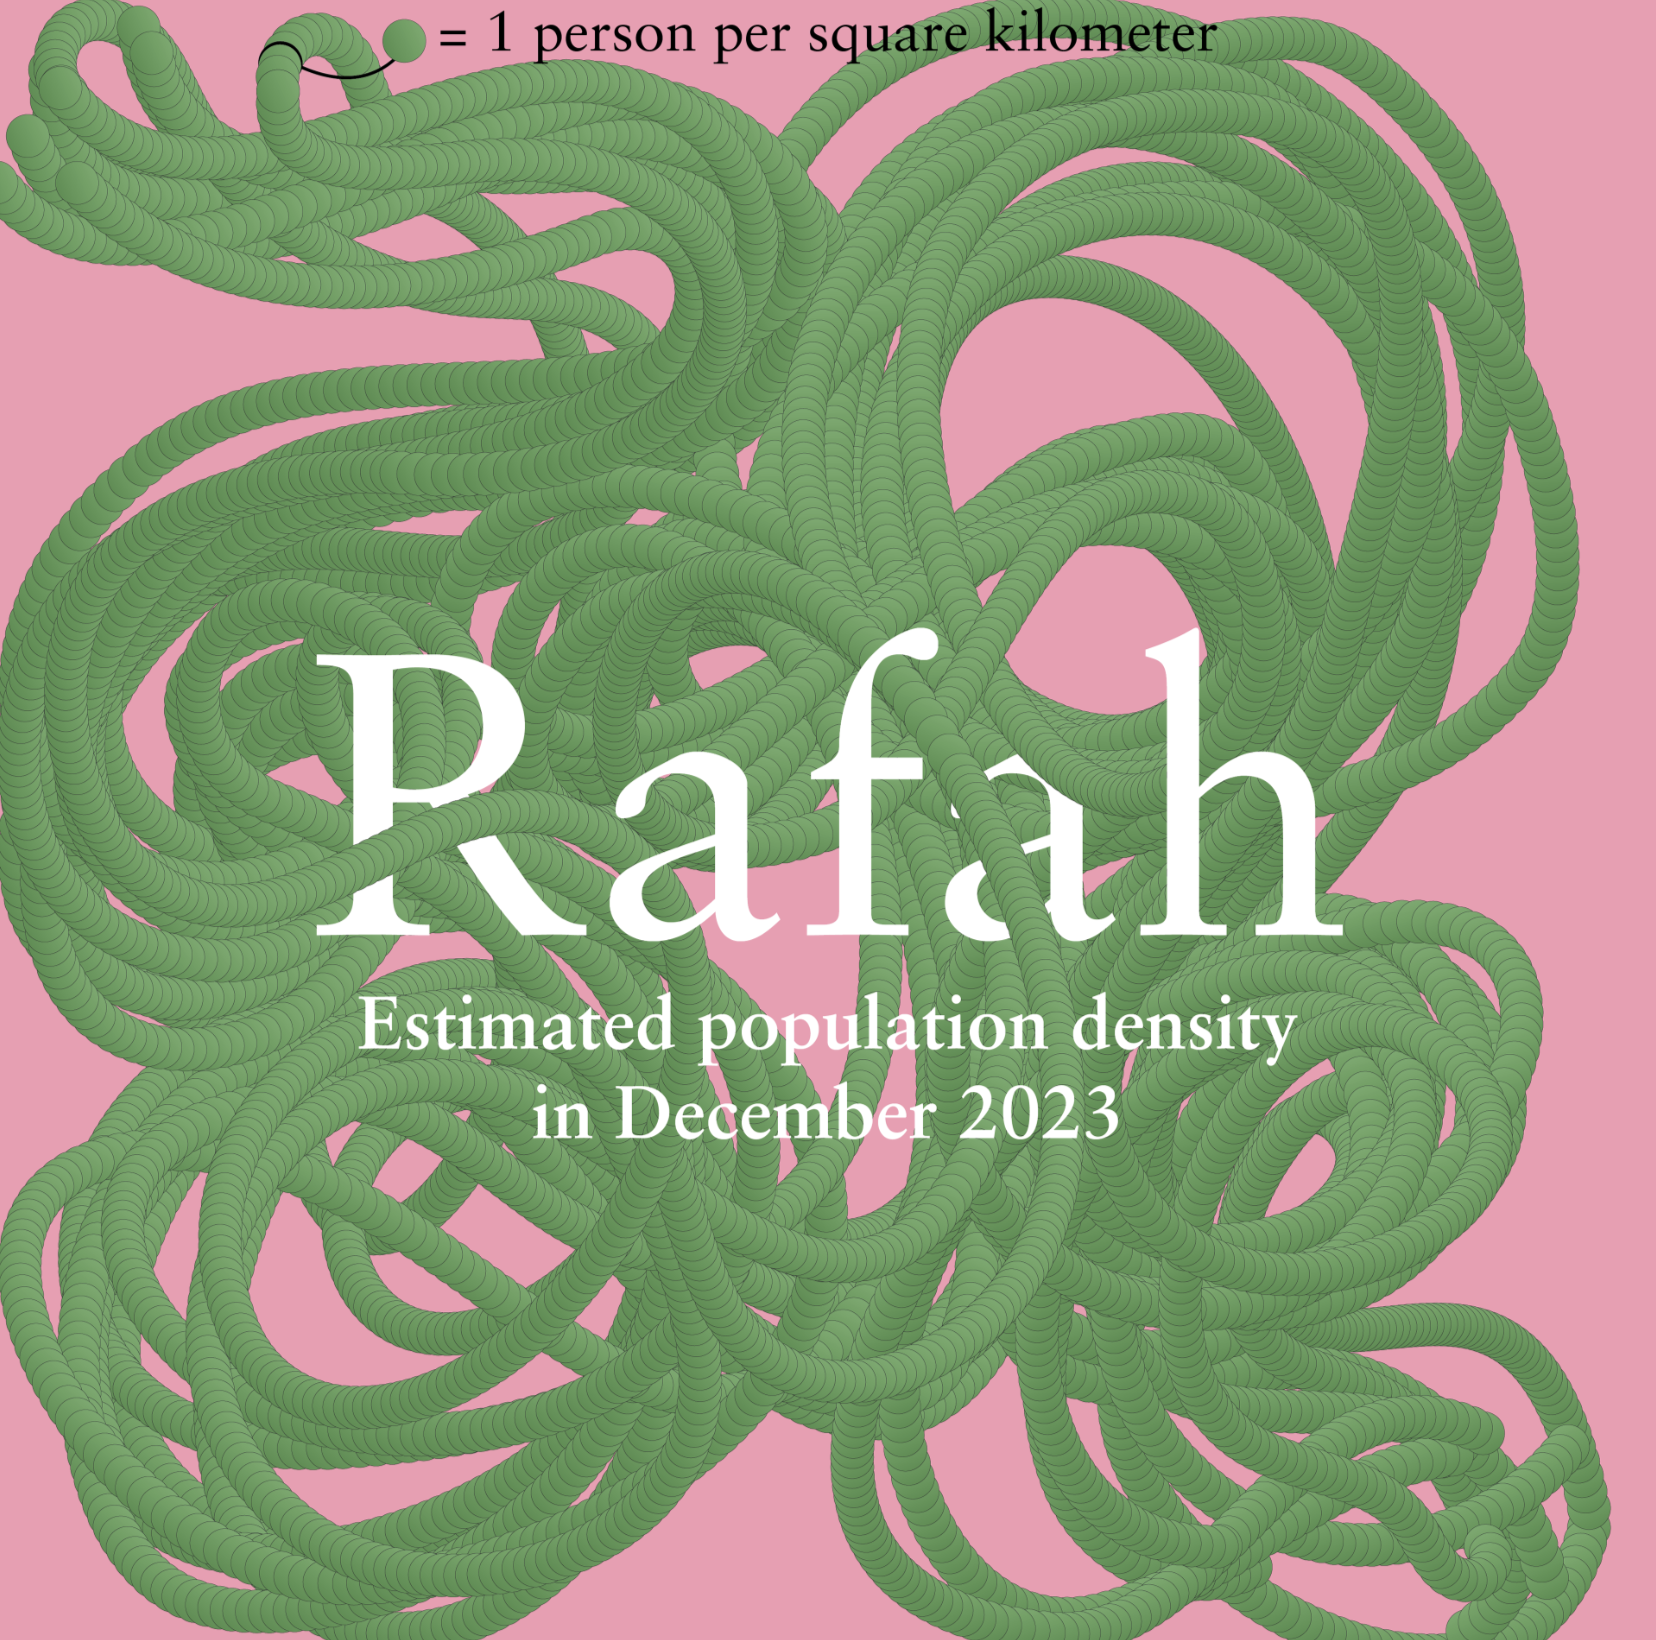 = 1 person per square kilometer
Rafah
Estimated population density
in December 2023